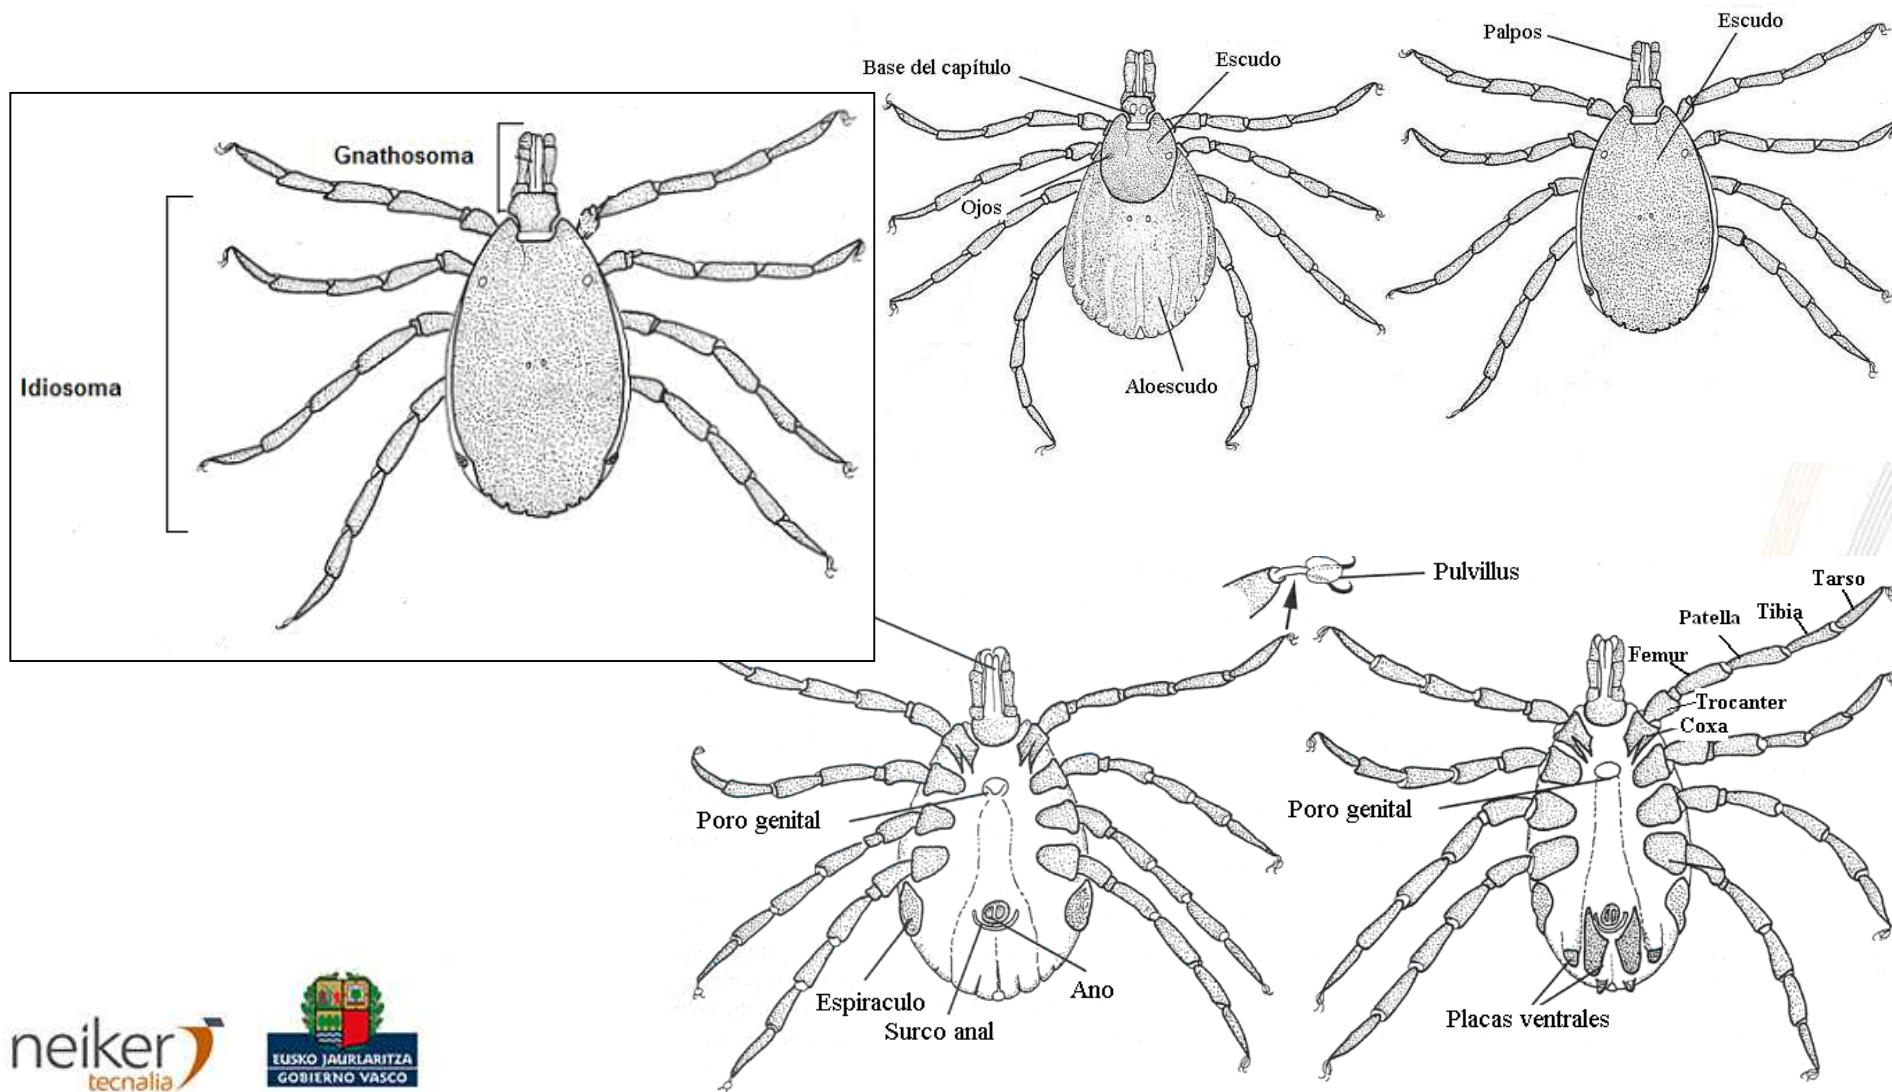 Gnathosoma
Idiosoma
Base del capítulo
Escudo
Ojos
Aloescudo
Palpos
Escudo
Pulvillus
Poro genital
Espiraculo
Surco anal
Ano
Tarso
Tibia
Patella
Femur
Trocanter
Coxa
Poro genital
Placas ventrales
neiker
tecnalia
EUSKO JAURLARITZA
GOBIERNO VASCO